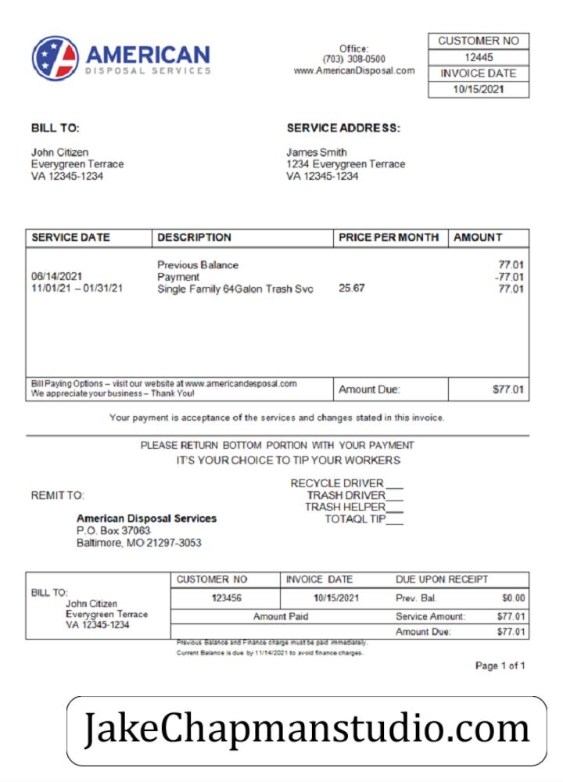 AMERICAN
DISPOSAL SERVICES
Office:
(703) 308-0500
www.AmericanDisposal.com
CUSTOMER NO
12445
INVOICE DATE
10/15/2021
BILL TO:
John Citizen
Everygreen Terrace
VA 12345-1234
SERVICE ADDRESS:
James Smith
1234 Everygreen Terrace
VA 12345-1234
SERVICE DATE DESCRIPTION PRICE PER MONTH AMOUNT
Previous Balance 77.01
06/14/2021 Payment -77.01
11/01/21 – 01/31/21 Single Family 64Galon Trash Svc 25.67 77.01
Bill Paying Options – visit our website at www.americandesposal.com
We appreciate your business – Thank You!
Amount Due: $77.01
Your payment is acceptance of the services and changes stated in this invoice.
PLEASE RETURN BOTTOM PORTION WITH YOUR PAYMENT
IT'S YOUR CHOICE TO TIP YOUR WORKERS
RECYCLE DRIVER ___
TRASH DRIVER___
TRASH HELPER___
TOTAQL TIP___
REMIT TO:
American Disposal Services
P.O. Box 37063
Baltimore, MO 21297-3053
BILL TO:
John Citizen
Everygreen Terrace
VA 12345-1234
CUSTOMER NO INVOICE DATE DUE UPON RECEIPT
123456 10/15/2021 Prev. Bal. $0.00
Amount Paid Service Amount: $77.01
Amount Due: $77.01
Previous Balance and Finance charge must be paid immediately.
Current Balance is due by 11/14/2021 to avoid finance charges.
Page 1 of 1
JakeChapmanstudio.com